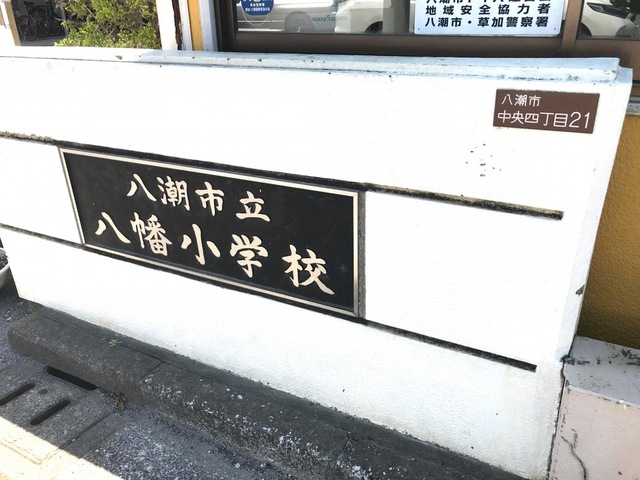 地域安全協力者
八潮市・草加警察署
八潮市
中央四丁目21
八潮市立
八幡小学校